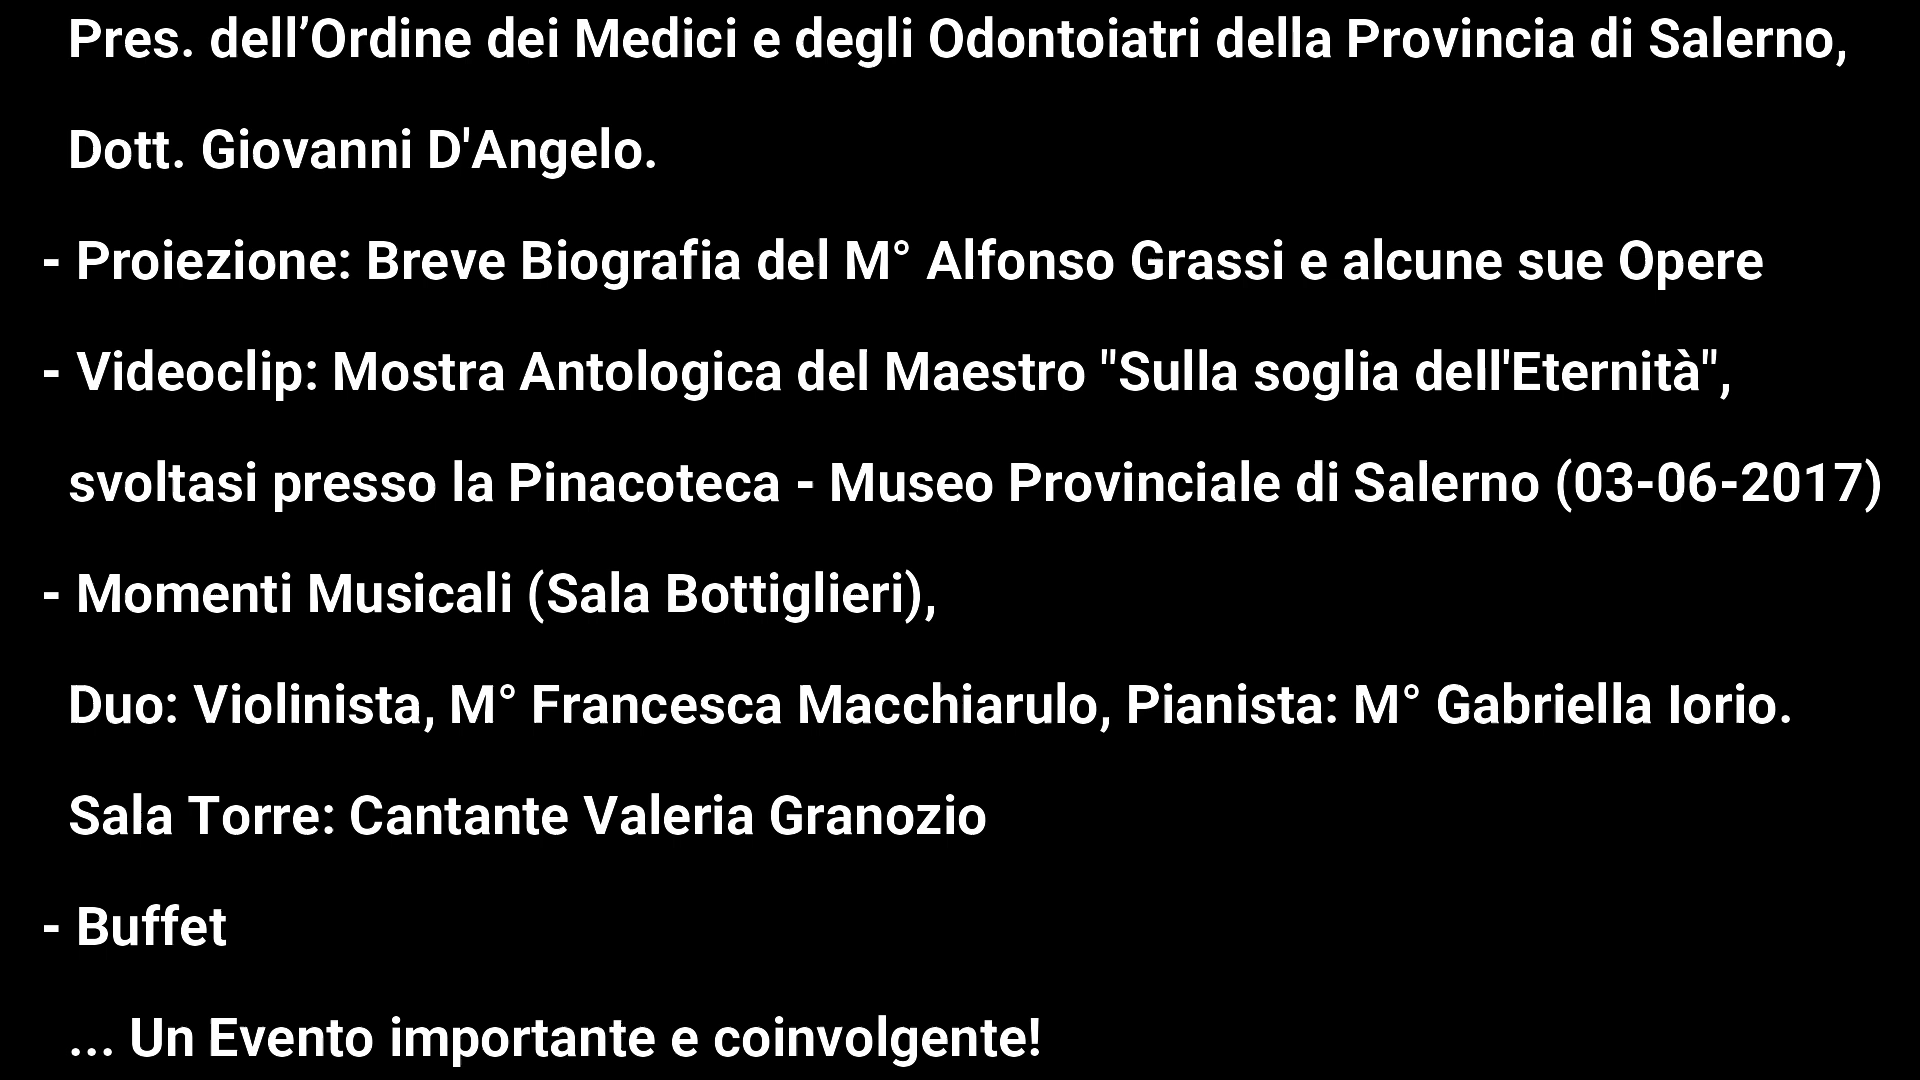 Pres. dell’Ordine dei Medici e degli Odontoiatri della Provincia di Salerno,
Dott. Giovanni D'Angelo.
- Proiezione: Breve Biografia del M° Alfonso Grassi e alcune sue Opere
- Videoclip: Mostra Antologica del Maestro "Sulla soglia dell'Eternità",
svoltasi presso la Pinacoteca - Museo Provinciale di Salerno (03-06-2017)
- Momenti Musicali (Sala Bottiglieri),
Duo: Violinista, M° Francesca Macchiarulo, Pianista: M° Gabriella Iorio.
Sala Torre: Cantante Valeria Granozio
- Buffet
... Un Evento importante e coinvolgente!